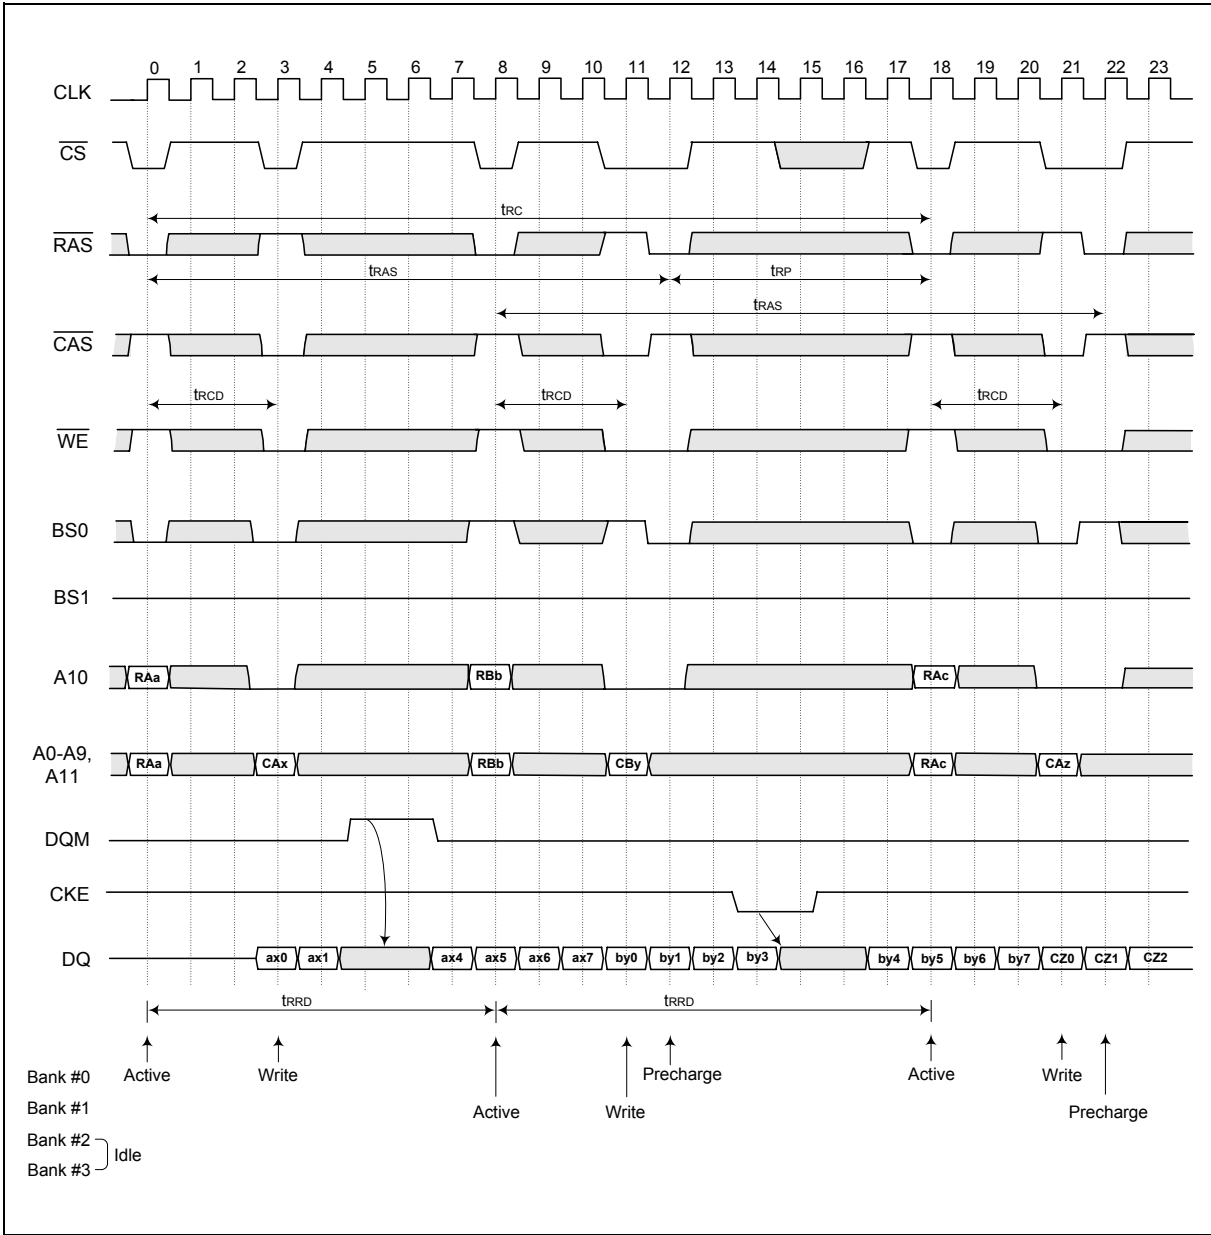 0 1 2 3 4 5 6 7 8 9 10 11 12 13 14 15 16 17 18 19 20 21 22 23
CLK
CS
tRC
RAS
tRAS tRP
tRAS
CAS
tRCD tRCD tRCD
WE
BS0
BS1
A10 RAa RBb RAc
A0-A9,
A11
RAa CAx RBb CBy RAc CAz
DQM
CKE
DQ ax0 ax1 ax4 ax5 ax6 ax7 by0 by1 by2 by3 by4 by5 by6 by7 CZ0 CZ1 CZ2
tRRD tRRD
Bank #0 Active Write Precharge Active Write
Bank #1 Active Write Precharge
Bank #2
Idle
Bank #3